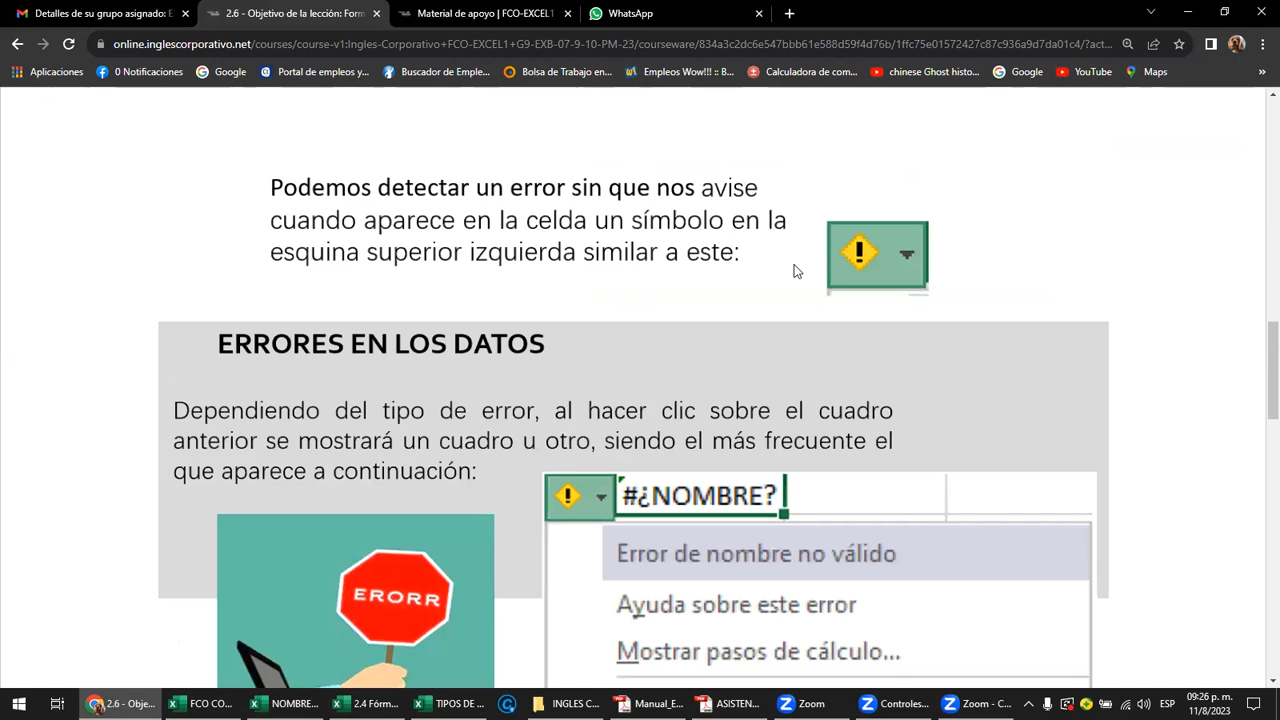 Detalles de su grupo asignado: E
2.6 - Objetivo de la lección: Form
Material de apoyo | FCO-EXCEL1
WhatsApp
online.inglescorporativo.net/courses/course-v1:Ingles-Corporativo+FCO-EXCEL1+G9-EXB-07-9-10-PM-23/courseware/834a3c2dc6e547bbb61e588d59f4d76b/1ffc75e01572427c87c936a9d7da01c4/?act...
Aplicaciones
0 Notificaciones
Google
Portal de empleos y...
Buscador de Emple...
Bolsa de Trabajo en...
Empleos Wow!!! :: B...
Calculadora de com...
chinese Ghost histo...
Google
YouTube
Maps
»
Podemos detectar un error sin que nos avise
cuando aparece en la celda un símbolo en la
esquina superior izquierda similar a este:
ERRORES EN LOS DATOS
Dependiendo del tipo de error, al hacer clic sobre el cuadro
anterior se mostrará un cuadro u otro, siendo el más frecuente el
que aparece a continuación:
#¿NOMBRE?
Error de nombre no válido
Ayuda sobre este error
Mostrar pasos de cálculo...
ERORR
2.6 - Obje...
FCO CO...
NOMBRE...
2.4 Fórm...
TIPOS DE ...
INGLES C...
Manual_E...
ASISTEN...
Zoom
Controles...
Zoom - C...
ESP
09:26 p. m.
11/8/2023